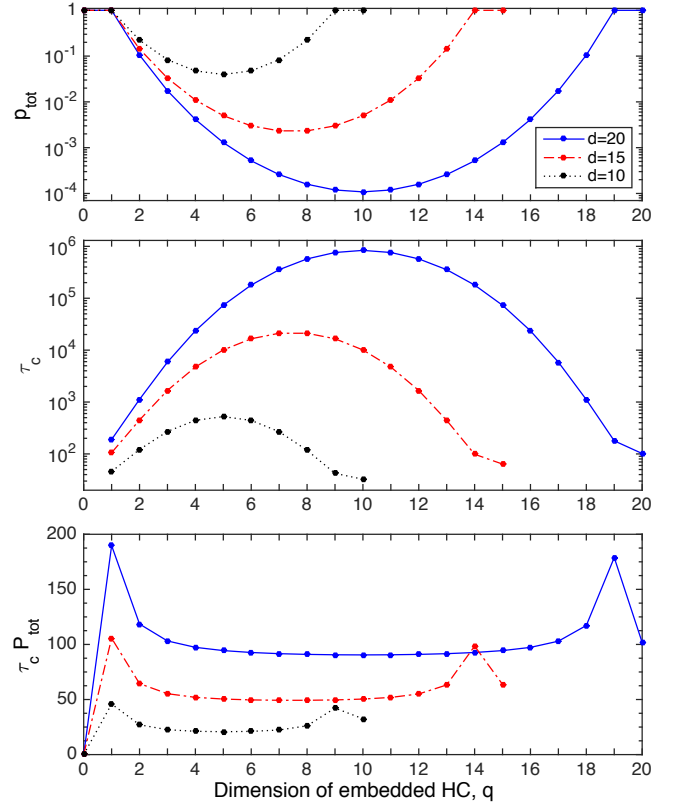 1
10^-1
10^-2
10^-3
10^-4
p_tot
d=20
d=15
d=10
0 2 4 6 8 10 12 14 16 18 20
10^6
10^5
10^4
10^3
10^2
τ_c
0 2 4 6 8 10 12 14 16 18 20
200
150
100
50
0
τ_c P_tot
0 2 4 6 8 10 12 14 16 18 20
Dimension of embedded HC, q